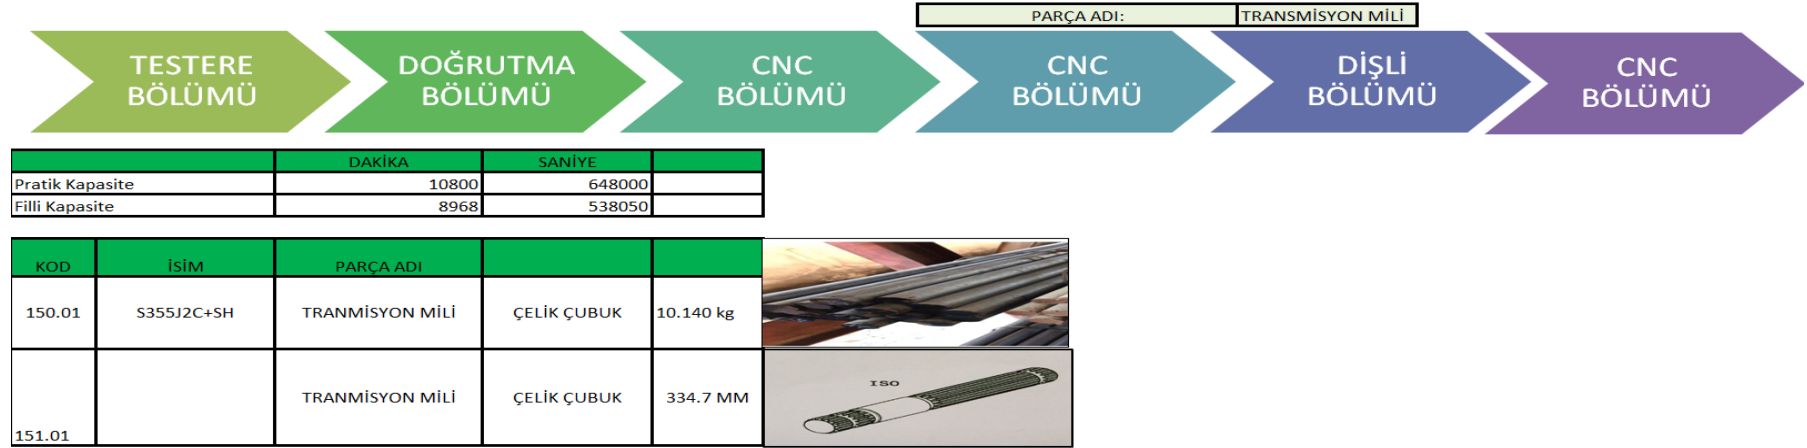 PARÇA ADI: TRANSMİSYON MİLİ
TESTERE BÖLÜMÜ
DOĞRUTMA BÖLÜMÜ
CNC BÖLÜMÜ
CNC BÖLÜMÜ
DİŞLİ BÖLÜMÜ
CNC BÖLÜMÜ
DAKİKA SANİYE
Pratik Kapasite 10800 648000
Filli Kapasite 8968 538050
KOD İSİM PARÇA ADI
150.01 S355J2C+SH TRANMİSYON MİLİ ÇELİK ÇUBUK 10.140 kg
151.01 TRANMİSYON MİLİ ÇELİK ÇUBUK 334.7 MM
ISO